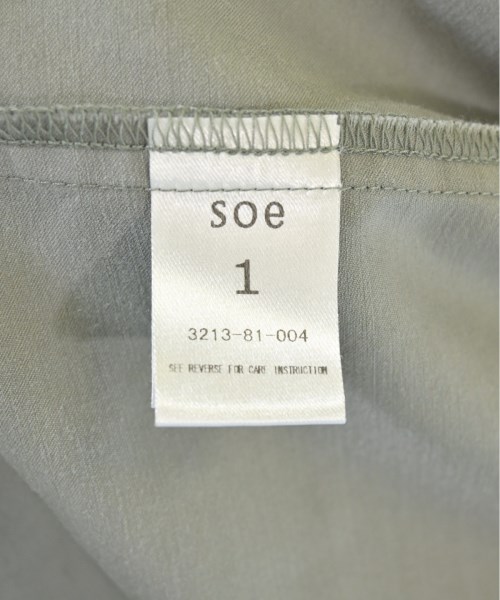 soe
1
3213-81-004
SEE REVERSE FOR CARE INSTRUCTION